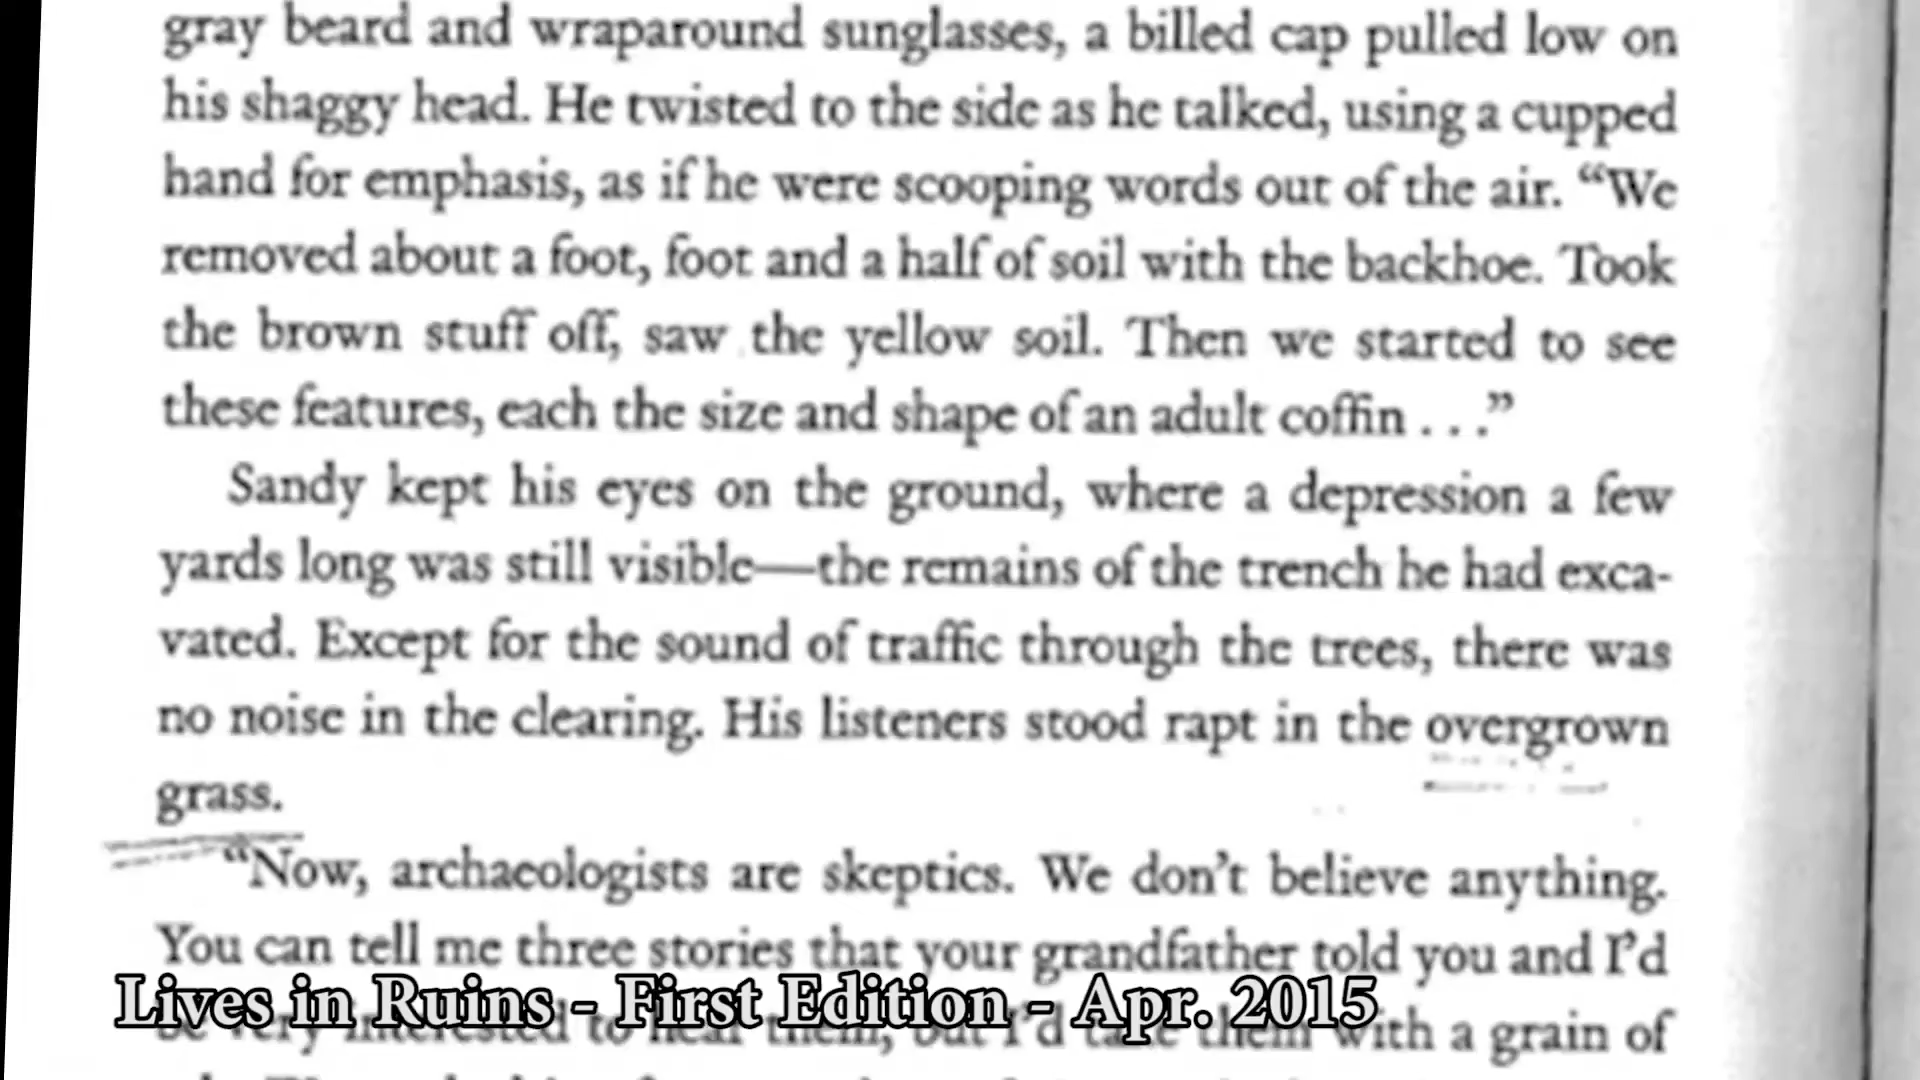 gray beard and wraparound sunglasses, a billed cap pulled low on
his shaggy head. He twisted to the side as he talked, using a cupped
hand for emphasis, as if he were scooping words out of the air. “We
removed about a foot, foot and a half of soil with the backhoe. Took
the brown stuff off, saw the yellow soil. Then we started to see
these features, each the size and shape of an adult coffin . . .”
Sandy kept his eyes on the ground, where a depression a few
yards long was still visible—the remains of the trench he had exca-
vated. Except for the sound of traffic through the trees, there was
no noise in the clearing. His listeners stood rapt in the overgrown
grass.
“Now, archaeologists are skeptics. We don’t believe anything.
You can tell me three stories that your grandfather told you and I’d
be very interested to hear them, but I’d take them with a grain of
Lives in Ruins - First Edition - Apr. 2015